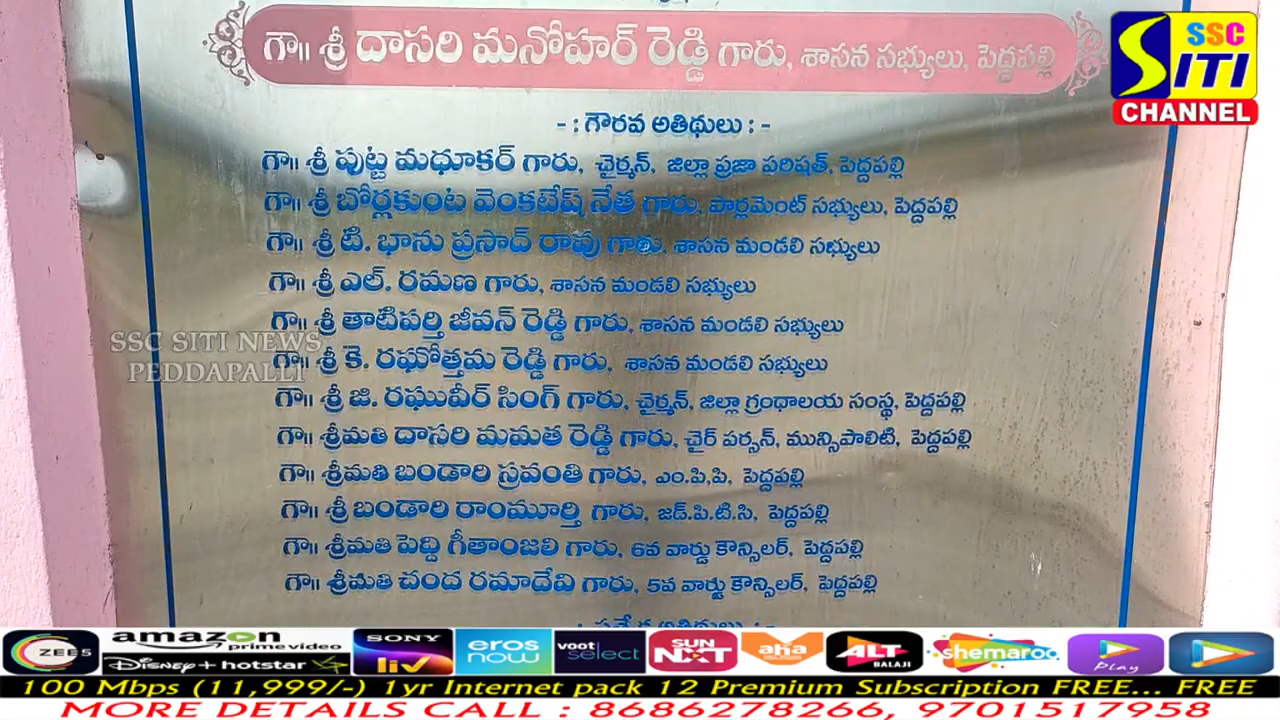 గౌ॥ శ్రీ దాసరి మనోహర్ రెడ్డి గారు, శాసన సభ్యులు, పెద్దపల్లి
SSC
SITI
CHANNEL
- : గౌరవ అతిథులు : -
గౌ॥ శ్రీ పుట్ట మధూకర్ గారు, ఛైర్మన్, జిల్లా ప్రజా పరిషత్, పెద్దపల్లి
గౌ॥ శ్రీ బోర్లకుంట వెంకటేష్ నేత గారు, పార్లమెంట్ సభ్యులు, పెద్దపల్లి
గౌ॥ శ్రీ టి. భాను ప్రసాద్ రావు గారు, శాసన మండలి సభ్యులు
గౌ॥ శ్రీ ఎల్. రమణ గారు, శాసన మండలి సభ్యులు
గౌ॥ శ్రీ తాటిపర్తి జీవన్ రెడ్డి గారు, శాసన మండలి సభ్యులు
గౌ॥ శ్రీ కె. రఘోత్తమ రెడ్డి గారు, శాసన మండలి సభ్యులు
SSC SITI NEWS
PEDDAPALLI
గౌ॥ శ్రీ జి. రఘువీర్ సింగ్ గారు, చైర్మన్, జిల్లా గ్రంథాలయ సంస్థ, పెద్దపల్లి
గౌ॥ శ్రీమతి దాసరి మమత రెడ్డి గారు, చైర్ పర్సన్, మున్సిపాలిటి, పెద్దపల్లి
గౌ॥ శ్రీమతి బండారి స్రవంతి గారు, ఎం.పి.పి, పెద్దపల్లి
గౌ॥ శ్రీ బండారి రాంమూర్తి గారు, జడ్.పి.టి.సి, పెద్దపల్లి
గౌ॥ శ్రీమతి పెద్ది గీతాంజలి గారు, 6వ వార్డు కౌన్సిలర్, పెద్దపల్లి
గౌ॥ శ్రీమతి చంద రమాదేవి గారు, 5వ వార్డు కౌన్సిలర్, పెద్దపల్లి
ZEE5
amazon primevideo
Disney+ hotstar
SONY liv
eros now
voot select
SUN NXT
aha
ALT BALAJI
shemaroo
Play
100 Mbps (11,999/-) 1yr Internet pack 12 Premium Subscription FREE... FREE
MORE DETAILS CALL : 8686278266, 9701517958